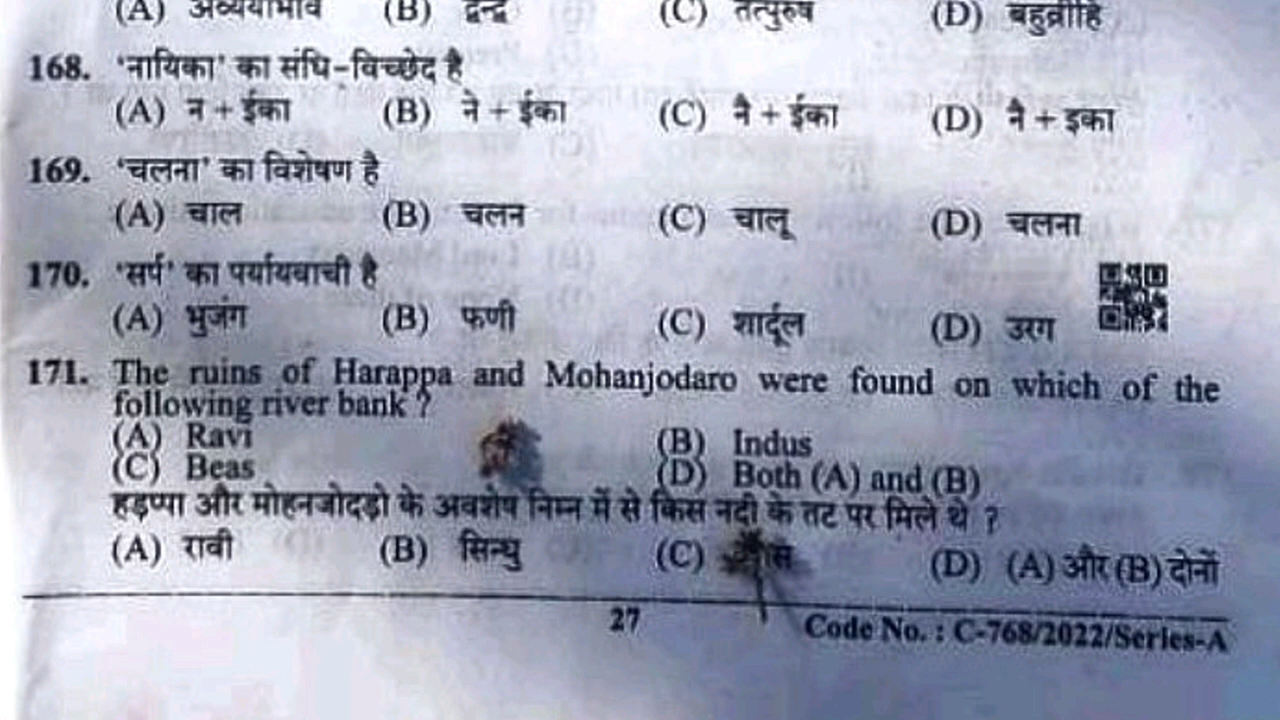 (A) अव्ययीभाव (B) द्वन्द्व (C) तत्पुरुष (D) बहुव्रीहि
168. ‘नायिका’ का संधि-विच्छेद है
(A) न + ईका (B) ने + ईका (C) नै + ईका (D) नै + इका
169. ‘चलना’ का विशेषण है
(A) चाल (B) चलन (C) चालू (D) चलना
170. ‘सर्प’ का पर्यायवाची है
(A) भुजंग (B) फणी (C) शार्दूल (D) उरग
171. The ruins of Harappa and Mohanjodaro were found on which of the
following river bank ?
(A) Ravi (B) Indus
(C) Beas (D) Both (A) and (B)
हड़प्पा और मोहनजोदड़ो के अवशेष निम्न में से किस नदी के तट पर मिले थे ?
(A) रावी (B) सिन्धु (C) (D) (A) और (B) दोनों
27 Code No. : C-768/2022/Series-A